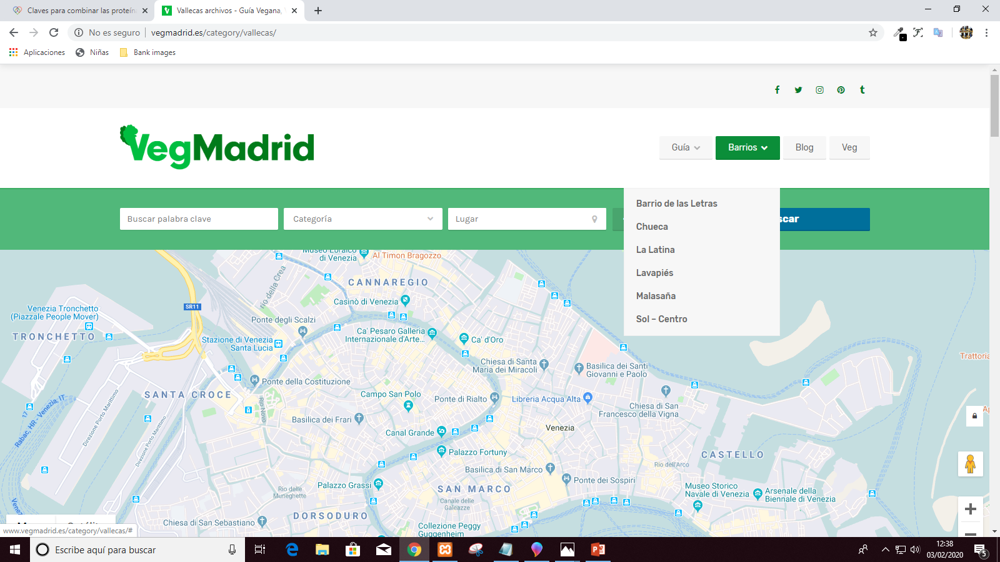 Claves para combinar las proteín
Vallecas archivos - Guía Vegana,
No es seguro
vegmadrid.es/category/vallecas/
Aplicaciones
Niñas
Bank images
VegMadrid
Guía
Barrios
Blog
Veg
Buscar palabra clave
Categoría
Lugar
scar
Barrio de las Letras
Chueca
La Latina
Lavapiés
Malasaña
Sol – Centro
Museo Ebraico
di Venezia
Al Timon Bragozzo
rio della Crea
CANNAREGIO
Casinò di Venezia
SR11
Venezia Tronchetto
(Piazzale People Mover)
TRONCHETTO
Ponte degli Scalzi
Stazione di Venezia
Santa Lucia
Ca' Pesaro Galleria
Internazionale d'Arte...
Ca' d'Oro
Chiesa di Santa
Maria dei Miracoli
Basilica dei Santi
Giovanni e Paolo
Trattoria
Ponte della Costituzione
SANTA CROCE
Rio Novo
Campo San Polo
Ponte di Rialto
Libreria Acqua Alta
Chiesa di San
Francesco della Vigna
Basilica dei Frari
Canal Grande
Venezia
Direzione Porto Marittimo
Direzione Porto Marittimo
17
Rabac, HR - Venezia, IT
Palazzo Fortuny
CASTELLO
Basilica di San Marco
Rio dell'Arco
Palazzo Grassi
Rio delle
Muneghette
SAN MARCO
Ponte dei Sospiri
Museo Storico
Navale di Venezia
Arsenale della
Biennale di Venezia
Canale delle
Galeazze
DORSODURO
Chiesa di San Sebastiano
Collezione Peggy
Guggenheim
www.vegmadrid.es/category/vallecas/#
Escribe aquí para buscar
12:38
03/02/2020
5